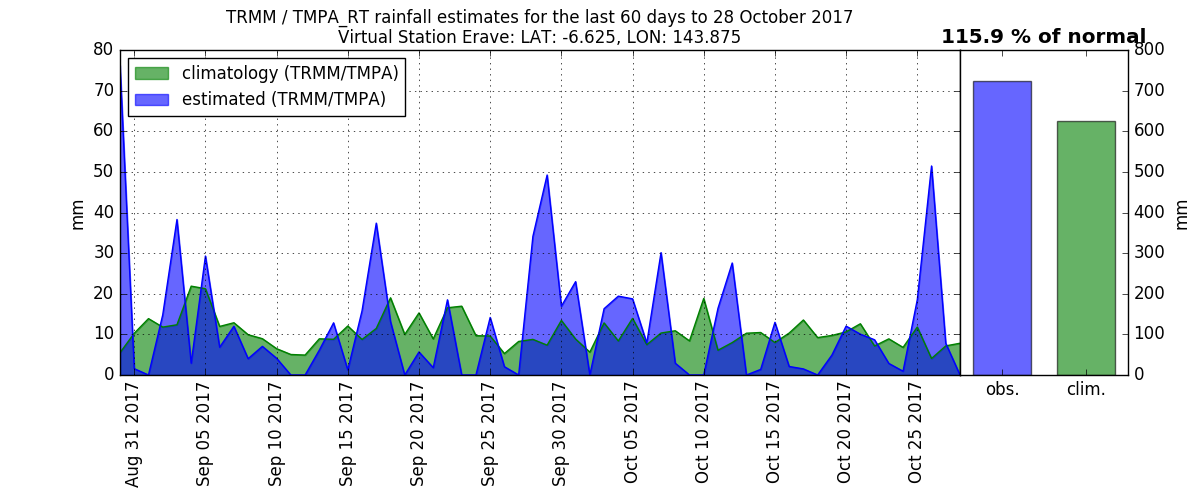 TRMM / TMPA_RT rainfall estimates for the last 60 days to 28 October 2017
Virtual Station Erave: LAT: -6.625, LON: 143.875
115.9 % of normal
climatology (TRMM/TMPA)
estimated (TRMM/TMPA)
mm
80
70
60
50
40
30
20
10
0
Aug 31 2017
Sep 05 2017
Sep 10 2017
Sep 15 2017
Sep 20 2017
Sep 25 2017
Sep 30 2017
Oct 05 2017
Oct 10 2017
Oct 15 2017
Oct 20 2017
Oct 25 2017
obs.
clim.
800
700
600
500
400
300
200
100
0
mm